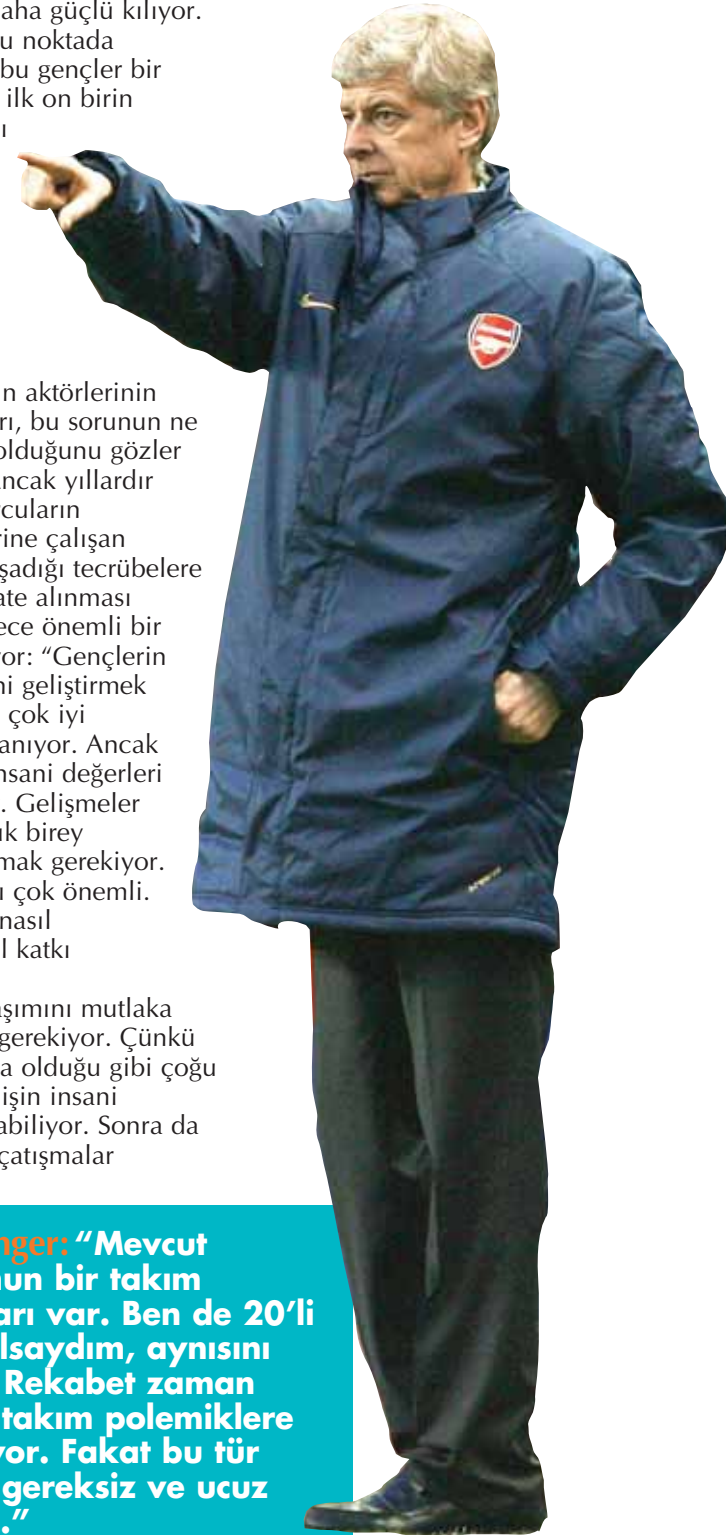 aha güçlü kılıyor.
u noktada
bu gençler bir
ilk on birin
ı
n aktörlerinin
rı, bu sorunun ne
olduğunu gözler
ncak yıllardır
cuların
rine çalışan
şadığı tecrübelere
ate alınması
ece önemli bir
yor: “Gençlerin
ni geliştirmek
çok iyi
anıyor. Ancak
nsani değerleri
. Gelişmeler
ık birey
mak gerekiyor.
ı çok önemli.
nasıl
l katkı
aşımını mutlaka
gerekiyor. Çünkü
a olduğu gibi çoğu
işin insani
abiliyor. Sonra da
çatışmalar
nger: “Mevcut
nun bir takım
arı var. Ben de 20’li
lsaydım, aynısını
Rekabet zaman
takım polemiklere
yor. Fakat bu tür
gereksiz ve ucuz
.”